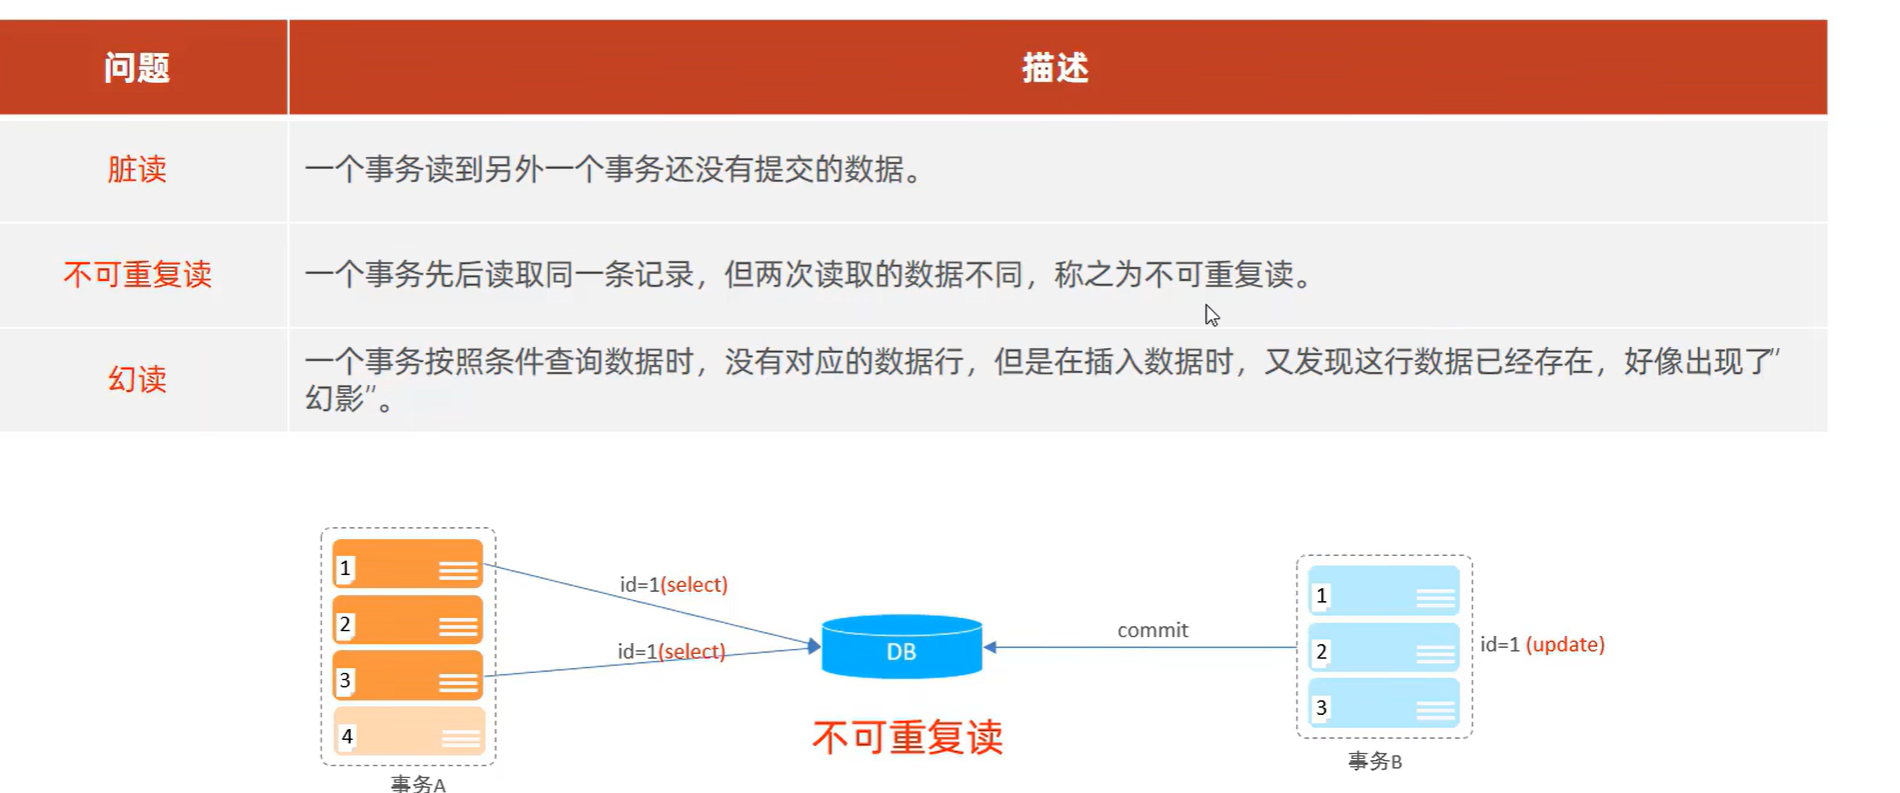 问题
描述
脏读
一个事务读到另外一个事务还没有提交的数据。
不可重复读
一个事务先后读取同一条记录，但两次读取的数据不同，称之为不可重复读。
幻读
一个事务按照条件查询数据时，没有对应的数据行，但是在插入数据时，又发现这行数据已经存在，好像出现了”
幻影”。
1
2
3
4
事务A
id=1(select)
id=1(select)
DB
不可重复读
commit
1
2
3
id=1 (update)
事务B